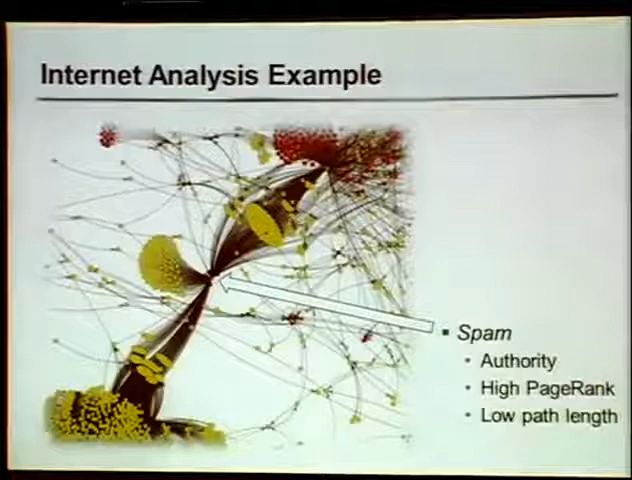 Internet Analysis Example
Spam
Authority
High PageRank
Low path length